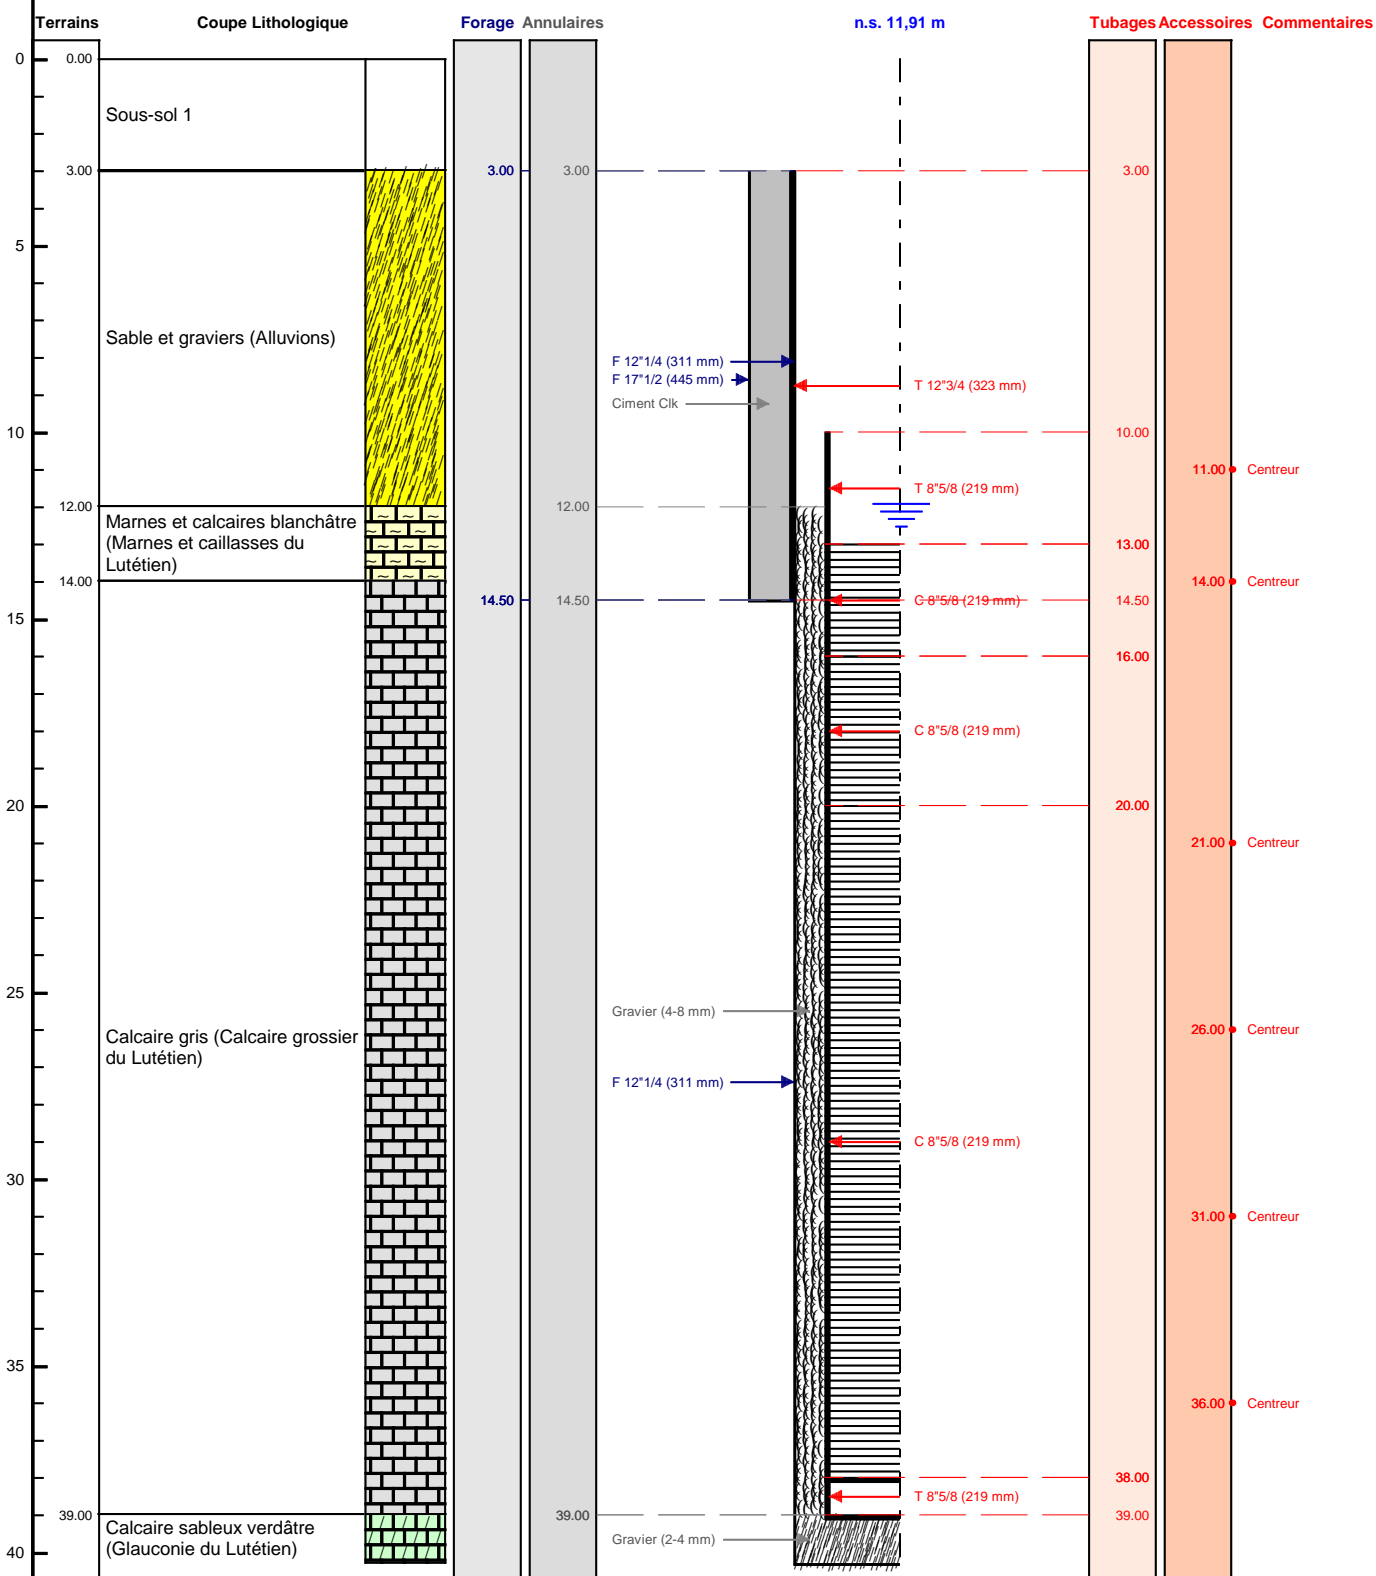 Terrains Coupe Lithologique Forage Annulaires n.s. 11,91 m Tubages Accessoires Commentaires
0 0.00
Sous-sol 1
3.00 3.00 3.00 3.00
5
Sable et graviers (Alluvions)
F 12"1/4 (311 mm)
F 17"1/2 (445 mm)
T 12"3/4 (323 mm)
Ciment Clk
10 10.00
11.00 Centreur
T 8"5/8 (219 mm)
12.00 12.00
Marnes et calcaires blanchâtre
(Marnes et caillasses du
Lutétien)
13.00
14.00 14.00 Centreur
14.50 14.50 C 8"5/8 (219 mm) 14.50
15
16.00
C 8"5/8 (219 mm)
20 20.00
21.00 Centreur
25
Gravier (4-8 mm)
26.00 Centreur
Calcaire gris (Calcaire grossier
du Lutétien)
F 12"1/4 (311 mm)
C 8"5/8 (219 mm)
30
31.00 Centreur
35
36.00 Centreur
38.00
T 8"5/8 (219 mm)
39.00 39.00 39.00
Calcaire sableux verdâtre
(Glauconie du Lutétien)
Gravier (2-4 mm)
40